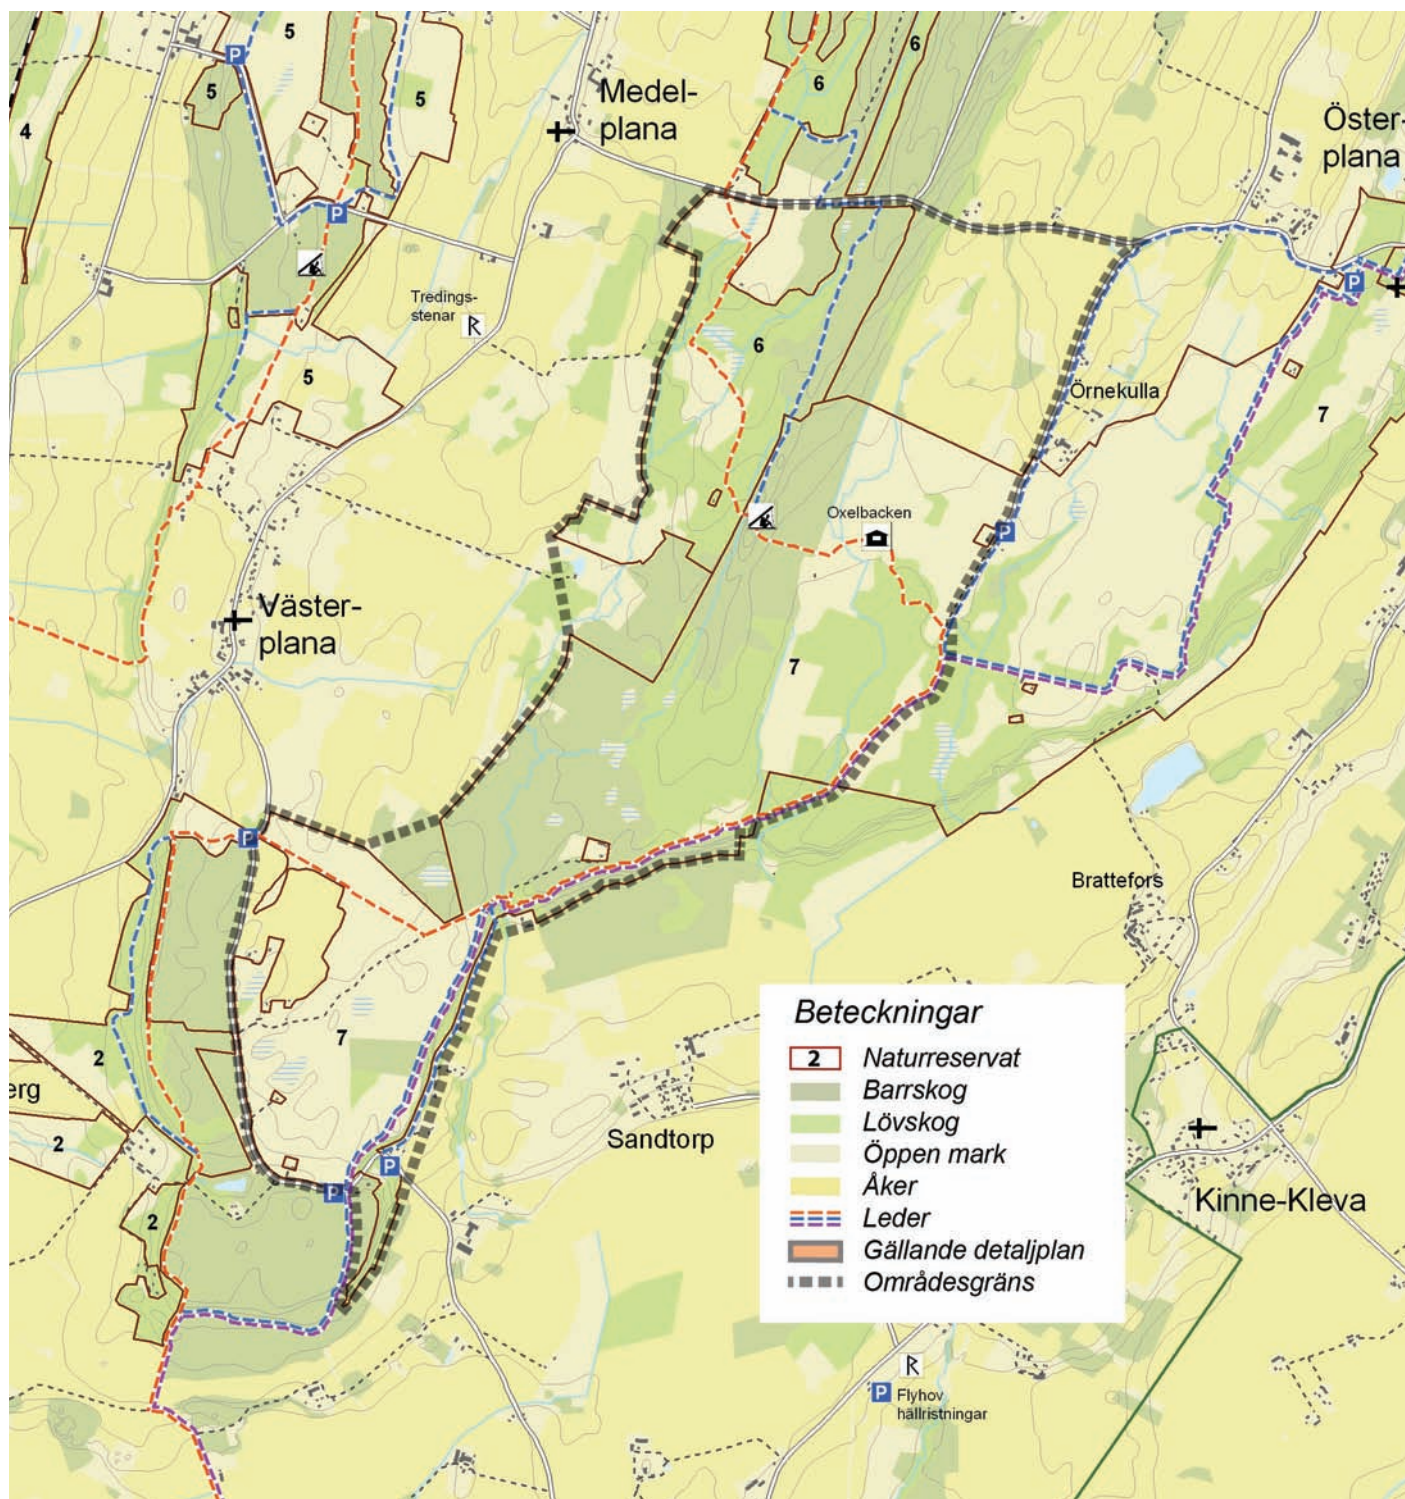 5
P
5
5
4
Medel-
plana
6
6
Öster-
plana
P
P
Tredings-
stenar
R
5
6
Örnekulla
7
Oxelbacken
P
Väster-
plana
7
P
Brattefors
Beteckningar
2 Naturreservat
Barrskog
Lövskog
Öppen mark
Åker
Leder
Gällande detaljplan
Områdesgräns
7
2
erg
2
Sandtorp
P
P
2
Kinne-Kleva
R
P
Flyhov
hällristningar